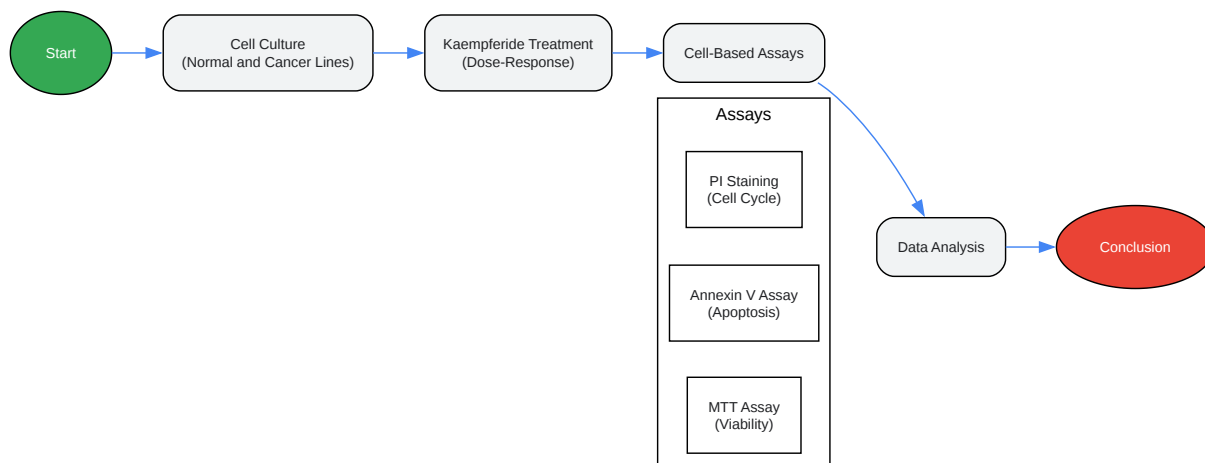 Start
Cell Culture
(Normal and Cancer Lines)
Kaempferide Treatment
(Dose-Response)
Cell-Based Assays
Assays
PI Staining
(Cell Cycle)
Annexin V Assay
(Apoptosis)
MTT Assay
(Viability)
Data Analysis
Conclusion